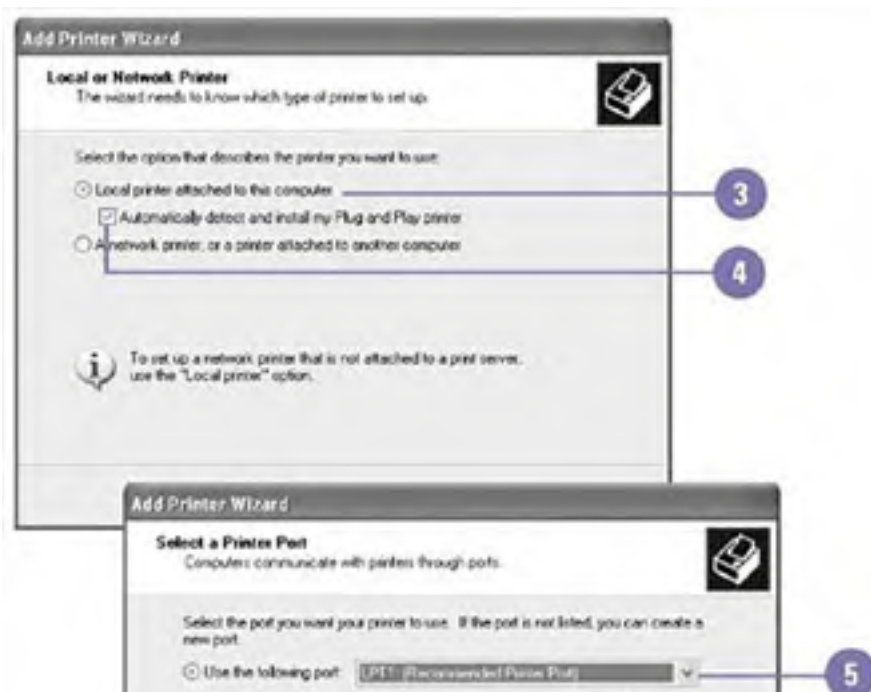 Add Printer Wizard
Local or Network Printer
The wizard needs to know which type of printer to set up.
Select the option that describes the printer you want to use:
Local printer attached to this computer
3
Automatically detect and install my Plug and Play printer
A network printer, or a printer attached to another computer
4
To set up a network printer that is not attached to a print server,
use the "Local printer" option.
Add Printer Wizard
Select a Printer Port
Computers communicate with printers through ports.
Select the port you want your printer to use. If the port is not listed, you can create a
new port.
Use the following port: LPT1: (Recommended Printer Port)
5